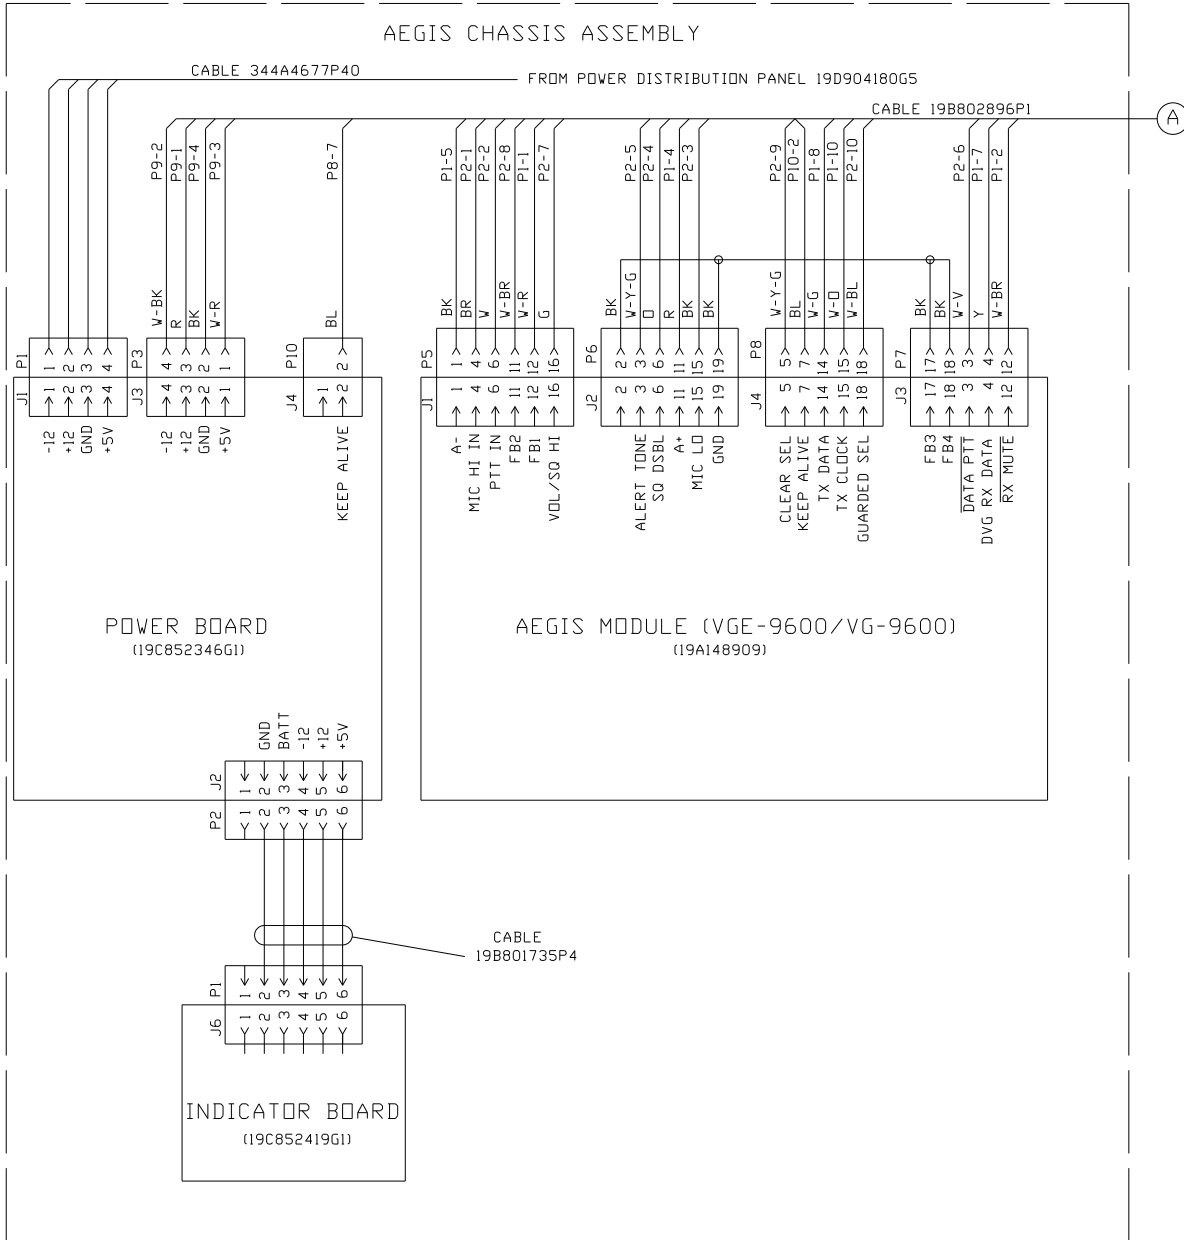 AEGIS CHASSIS ASSEMBLY
CABLE 344A4677P40
FROM POWER DISTRIBUTION PANEL 19D904180G5
CABLE 19B802896P1
A
P9-2
P9-1
P9-4
P9-3
P8-7
P1-5
P2-1
P2-2
P2-8
P1-1
P2-7
P2-5
P2-4
P1-4
P2-3
P2-9
P10-2
P1-8
P1-10
P2-10
P2-6
P1-7
P1-2
W-BK
R
BK
W-R
BL
BK
BR
W
W-BR
W-R
G
BK
W-Y-G
O
R
BK
BK
W-Y-G
BL
W-G
W-O
W-BL
BK
BK
W-V
Y
W-BR
P1 1 2 3 4
P3 4 3 2 1
P10 2
P5 1 4 6 11 12 16
P6 2 3 6 11 15 19
P8 5 7 14 15 18
P7 17 18 3 4 12
J1 1 2 3 4
J3 4 3 2 1
J4 1 2
J1 1 4 6 11 12 16
J2 2 3 6 11 15 19
J4 5 7 14 15 18
J3 17 18 3 4 12
-12
+12
GND
+5V
-12
+12
GND
+5V
KEEP ALIVE
A-
MIC HI IN
PTT IN
FB2
FB1
VOL/SQ HI
ALERT TONE
SQ DSBL
A+
MIC LO
GND
CLEAR SEL
KEEP ALIVE
TX DATA
TX CLOCK
GUARDED SEL
FB3
FB4
DATA PTT
DVG RX DATA
RX MUTE
POWER BOARD
(19C852346G1)
AEGIS MODULE (VGE-9600/VG-9600)
(19A148909)
GND
BATT
-12
+12
+5V
J2 1 2 3 4 5 6
P2 1 2 3 4 5 6
CABLE
19B801735P4
P1 1 2 3 4 5 6
J6 1 2 3 4 5 6
INDICATOR BOARD
(19C852419G1)